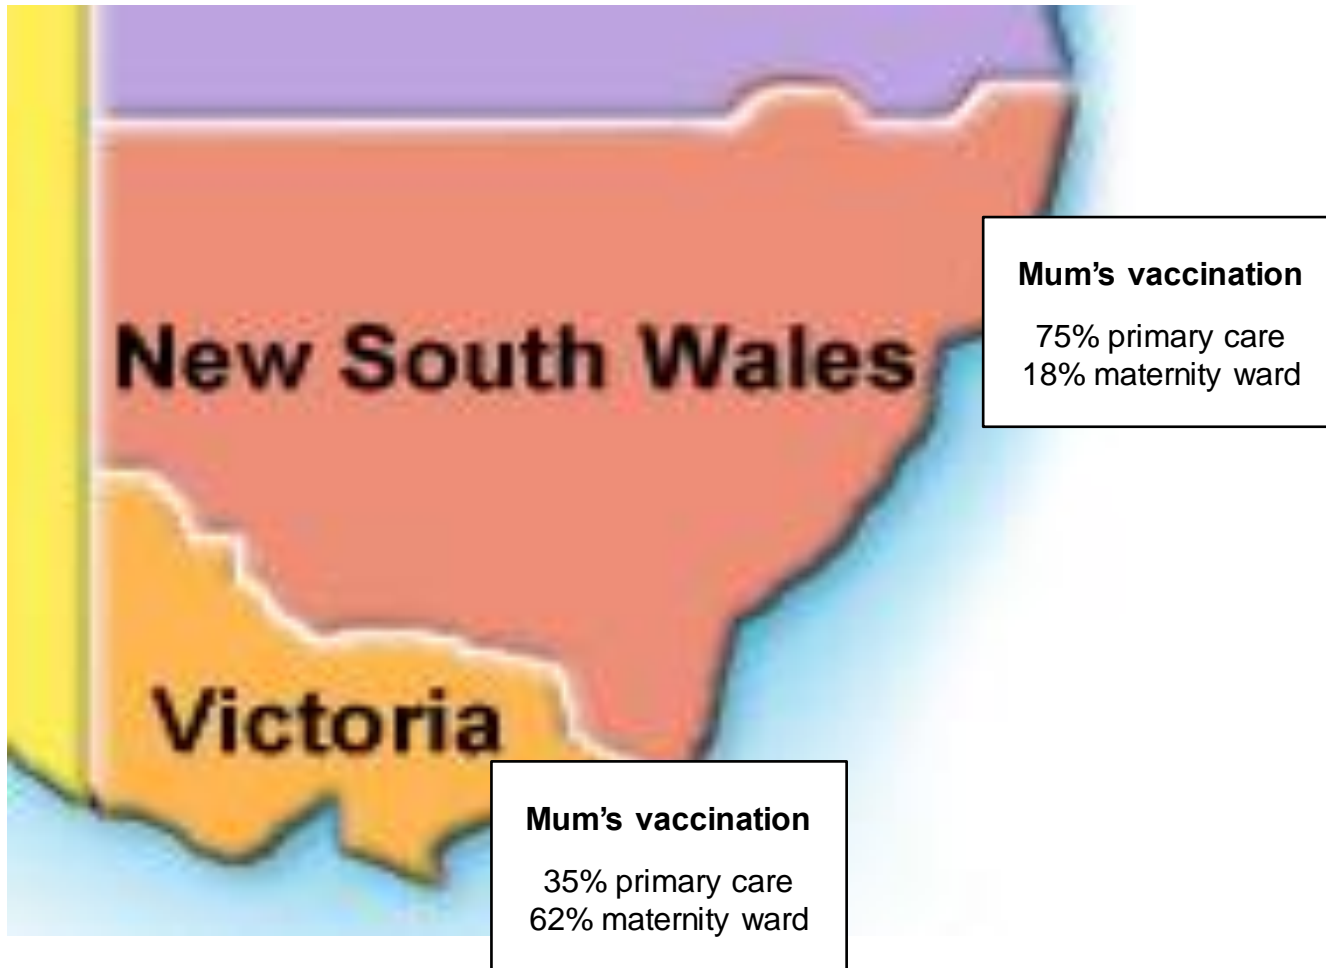 New South Wales
Mum’s vaccination
75% primary care
18% maternity ward
Victoria
Mum’s vaccination
35% primary care
62% maternity ward